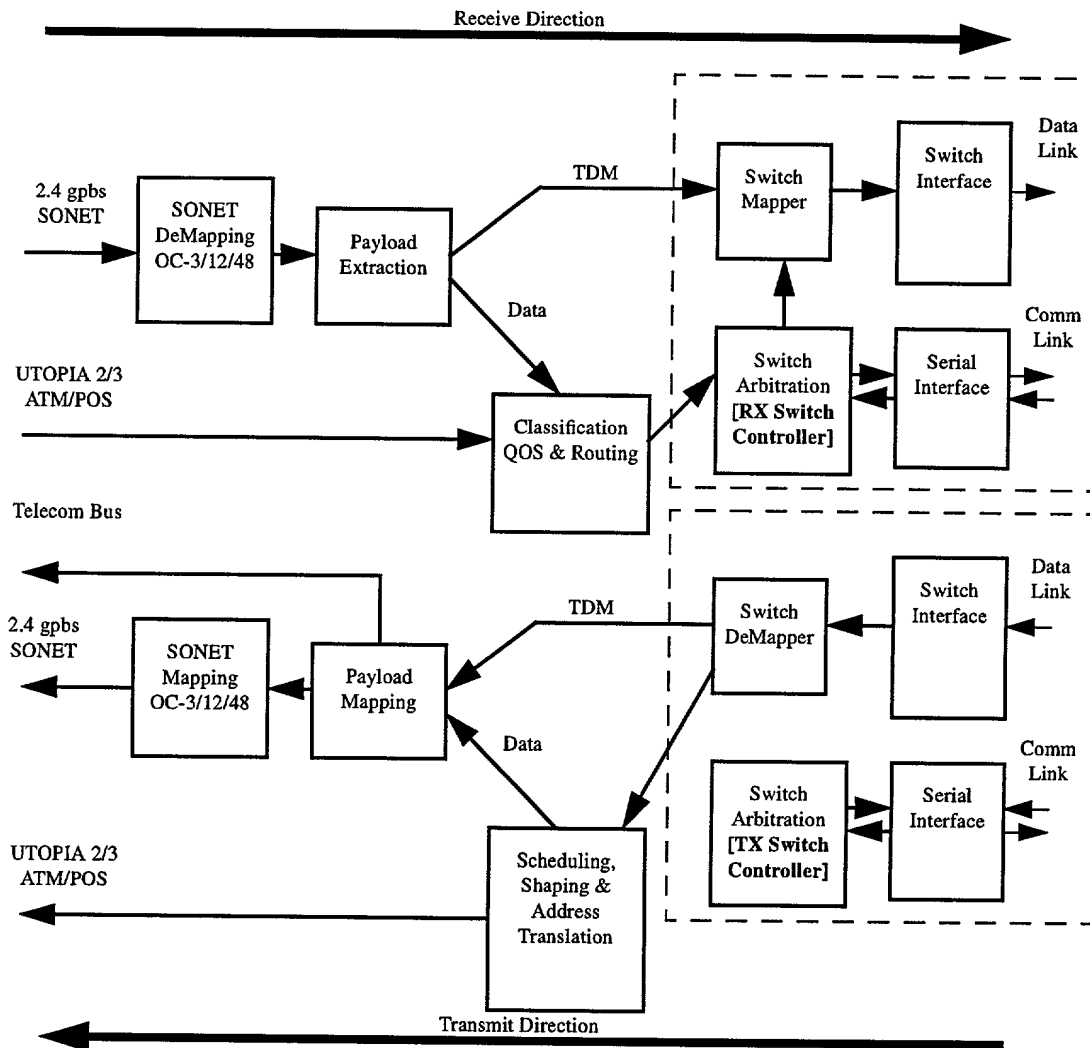 Receive Direction
Data
Link
TDM
Switch
Interface
Switch
Mapper
2.4 gpbs
SONET
SONET
DeMapping
OC-3/12/48
Payload
Extraction
Data
Comm
Link
UTOPIA 2/3
ATM/POS
Switch
Arbitration
[RX Switch
Controller]
Serial
Interface
Classification
QOS & Routing
Telecom Bus
Data
Link
TDM
Switch
Interface
Switch
DeMapper
2.4 gpbs
SONET
SONET
Mapping
OC-3/12/48
Payload
Mapping
Data
Comm
Link
Switch
Arbitration
[TX Switch
Controller]
Serial
Interface
UTOPIA 2/3
ATM/POS
Scheduling,
Shaping &
Address
Translation
Transmit Direction